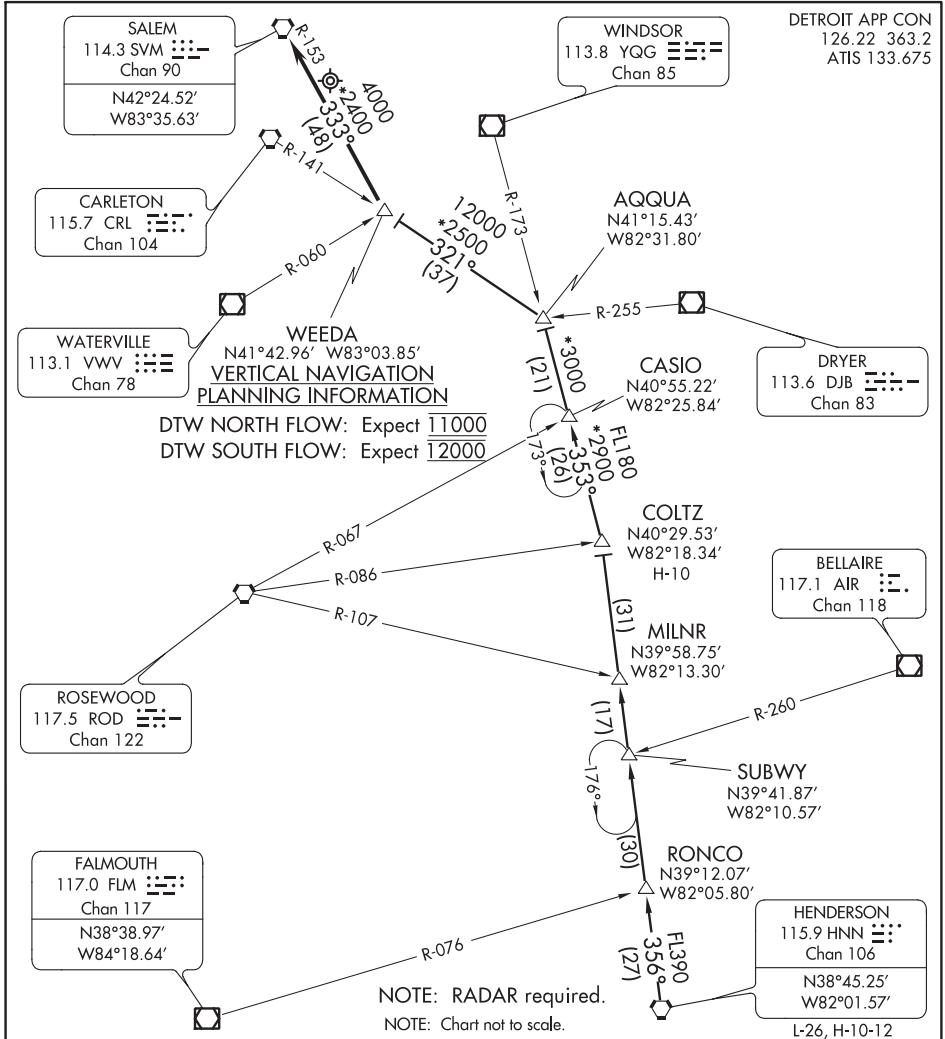 SALEM
114.3 SVM
Chan 90
N42°24.52'
W83°35.63'
R-153
4000
*2400
333°
(48)
WINDSOR
113.8 YQG
Chan 85
DETROIT APP CON
126.22 363.2
ATIS 133.675
CARLETON
115.7 CRL
Chan 104
R-141
R-173
12000
*2500
321°
(37)
AQQUA
N41°15.43'
W82°31.80'
R-060
WATERVILLE
113.1 VWV
Chan 78
R-255
DRYER
113.6 DJB
Chan 83
WEEDA
N41°42.96' W83°03.85'
VERTICAL NAVIGATION
PLANNING INFORMATION
DTW NORTH FLOW: Expect 11000
DTW SOUTH FLOW: Expect 12000
*3000
(21)
CASIO
N40°55.22'
W82°25.84'
173°
FL180
*2900
353°
(26)
COLTZ
N40°29.53'
W82°18.34'
H-10
R-067
R-086
R-107
ROSEWOOD
117.5 ROD
Chan 122
(31)
MILNR
N39°58.75'
W82°13.30'
BELLAIRE
117.1 AIR
Chan 118
(17)
R-260
SUBWY
N39°41.87'
W82°10.57'
176°
(30)
RONCO
N39°12.07'
W82°05.80'
FALMOUTH
117.0 FLM
Chan 117
N38°38.97'
W84°18.64'
R-076
FL390
356°
(27)
HENDERSON
115.9 HNN
Chan 106
N38°45.25'
W82°01.57'
L-26, H-10-12
NOTE: RADAR required.
NOTE: Chart not to scale.